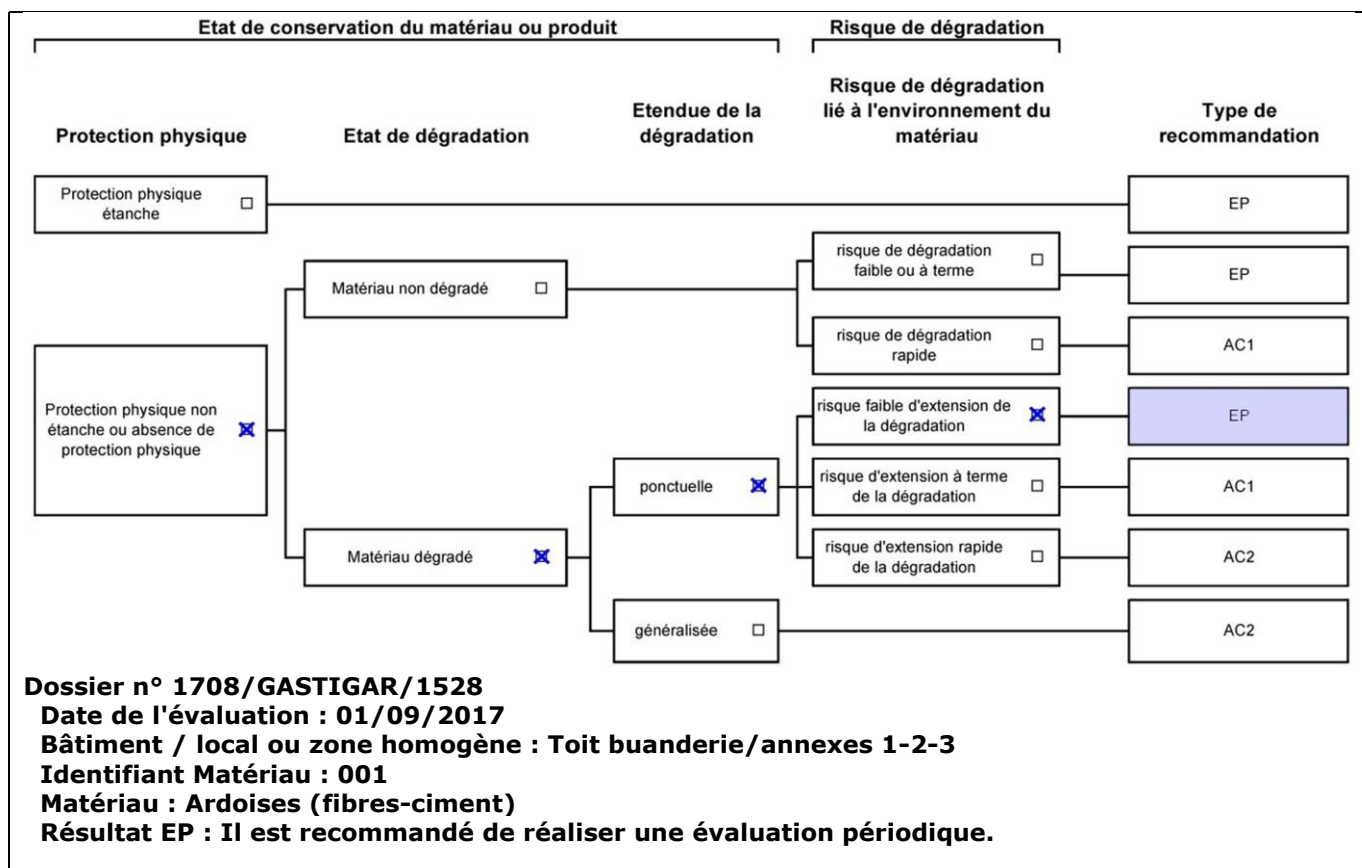 Etat de conservation du matériau ou produit
Risque de dégradation
Protection physique
Etat de dégradation
Etendue de la
dégradation
Risque de dégradation
lié à l'environnement du
matériau
Type de
recommandation
Protection physique
étanche
EP
risque de dégradation
faible ou à terme
EP
Matériau non dégradé
risque de dégradation
rapide
AC1
Protection physique non
étanche ou absence de
protection physique
risque faible d'extension de
la dégradation
EP
ponctuelle
risque d'extension à terme
de la dégradation
AC1
Matériau dégradé
risque d'extension rapide
de la dégradation
AC2
généralisée
AC2
Dossier n° 1708/GASTIGAR/1528
Date de l'évaluation : 01/09/2017
Bâtiment / local ou zone homogène : Toit buanderie/annexes 1-2-3
Identifiant Matériau : 001
Matériau : Ardoises (fibres-ciment)
Résultat EP : Il est recommandé de réaliser une évaluation périodique.